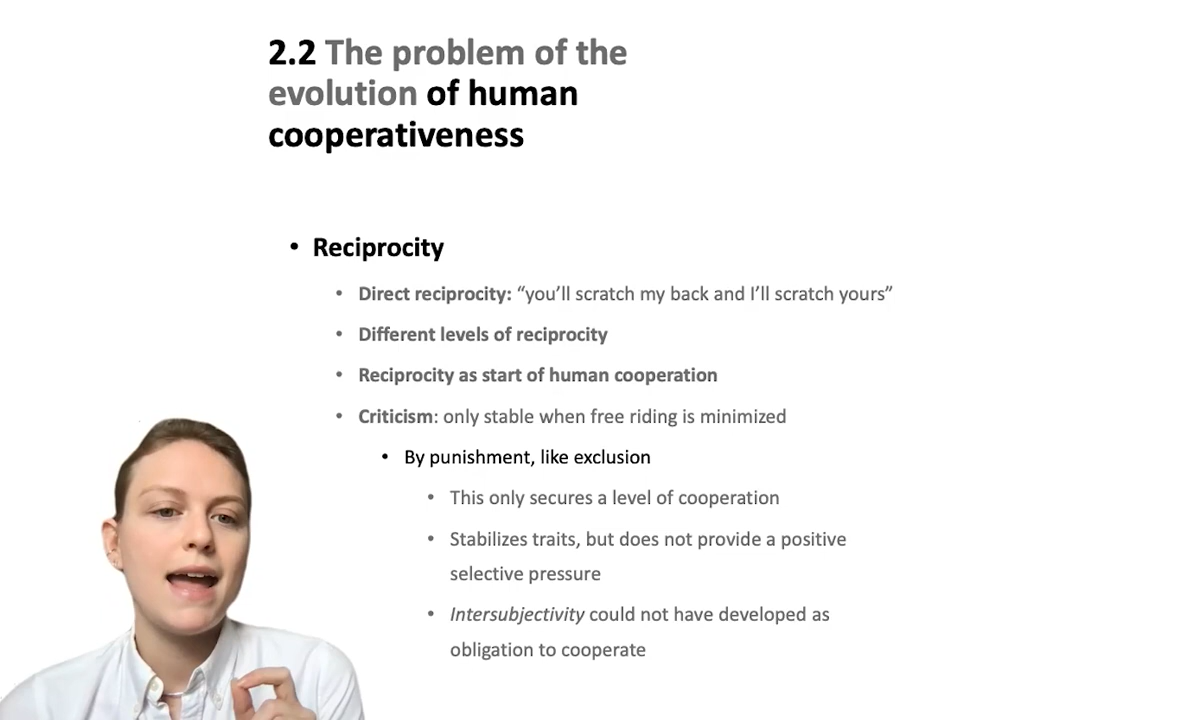 2.2 The problem of the
evolution of human
cooperativeness
• Reciprocity
• Direct reciprocity: “you’ll scratch my back and I’ll scratch yours”
• Different levels of reciprocity
• Reciprocity as start of human cooperation
• Criticism: only stable when free riding is minimized
• By punishment, like exclusion
• This only secures a level of cooperation
• Stabilizes traits, but does not provide a positive
selective pressure
• Intersubjectivity could not have developed as
obligation to cooperate